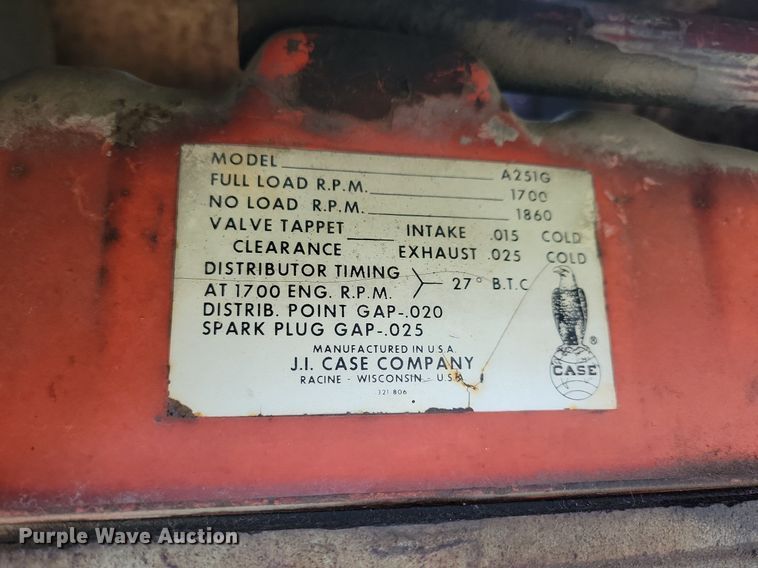 MODEL A251G
FULL LOAD R.P.M. 1700
NO LOAD R.P.M. 1860
VALVE TAPPET INTAKE .015 COLD
CLEARANCE EXHAUST .025 COLD
DISTRIBUTOR TIMING
AT 1700 ENG. R.P.M. 27° B.T.C
DISTRIB. POINT GAP-.020
SPARK PLUG GAP-.025
MANUFACTURED IN U.S.A.
J.I. CASE COMPANY
RACINE - WISCONSIN - U.S.A.
321 806
®
CASE
Purple Wave Auction